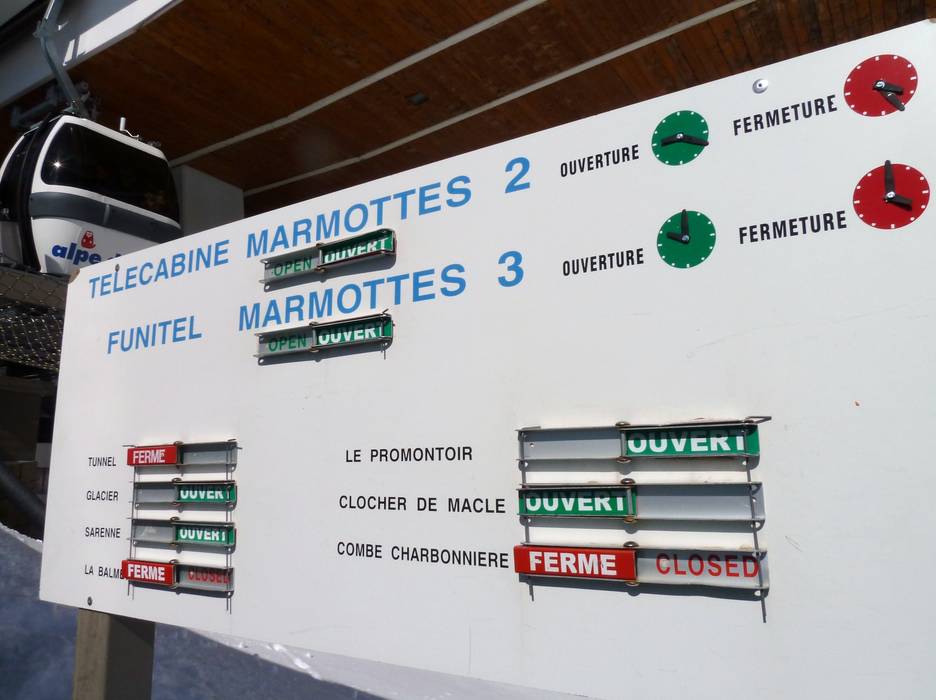 alpe
TELECABINE MARMOTTES 2
OPEN OUVERT
OUVERTURE
FERMETURE
FUNITEL MARMOTTES 3
OPEN OUVERT
OUVERTURE
FERMETURE
TUNNEL FERME
GLACIER OUVERT
SARENNE OUVERT
LA BALME FERME CLOSED
LE PROMONTOIR OUVERT
CLOCHER DE MACLE OUVERT
COMBE CHARBONNIERE FERME CLOSED